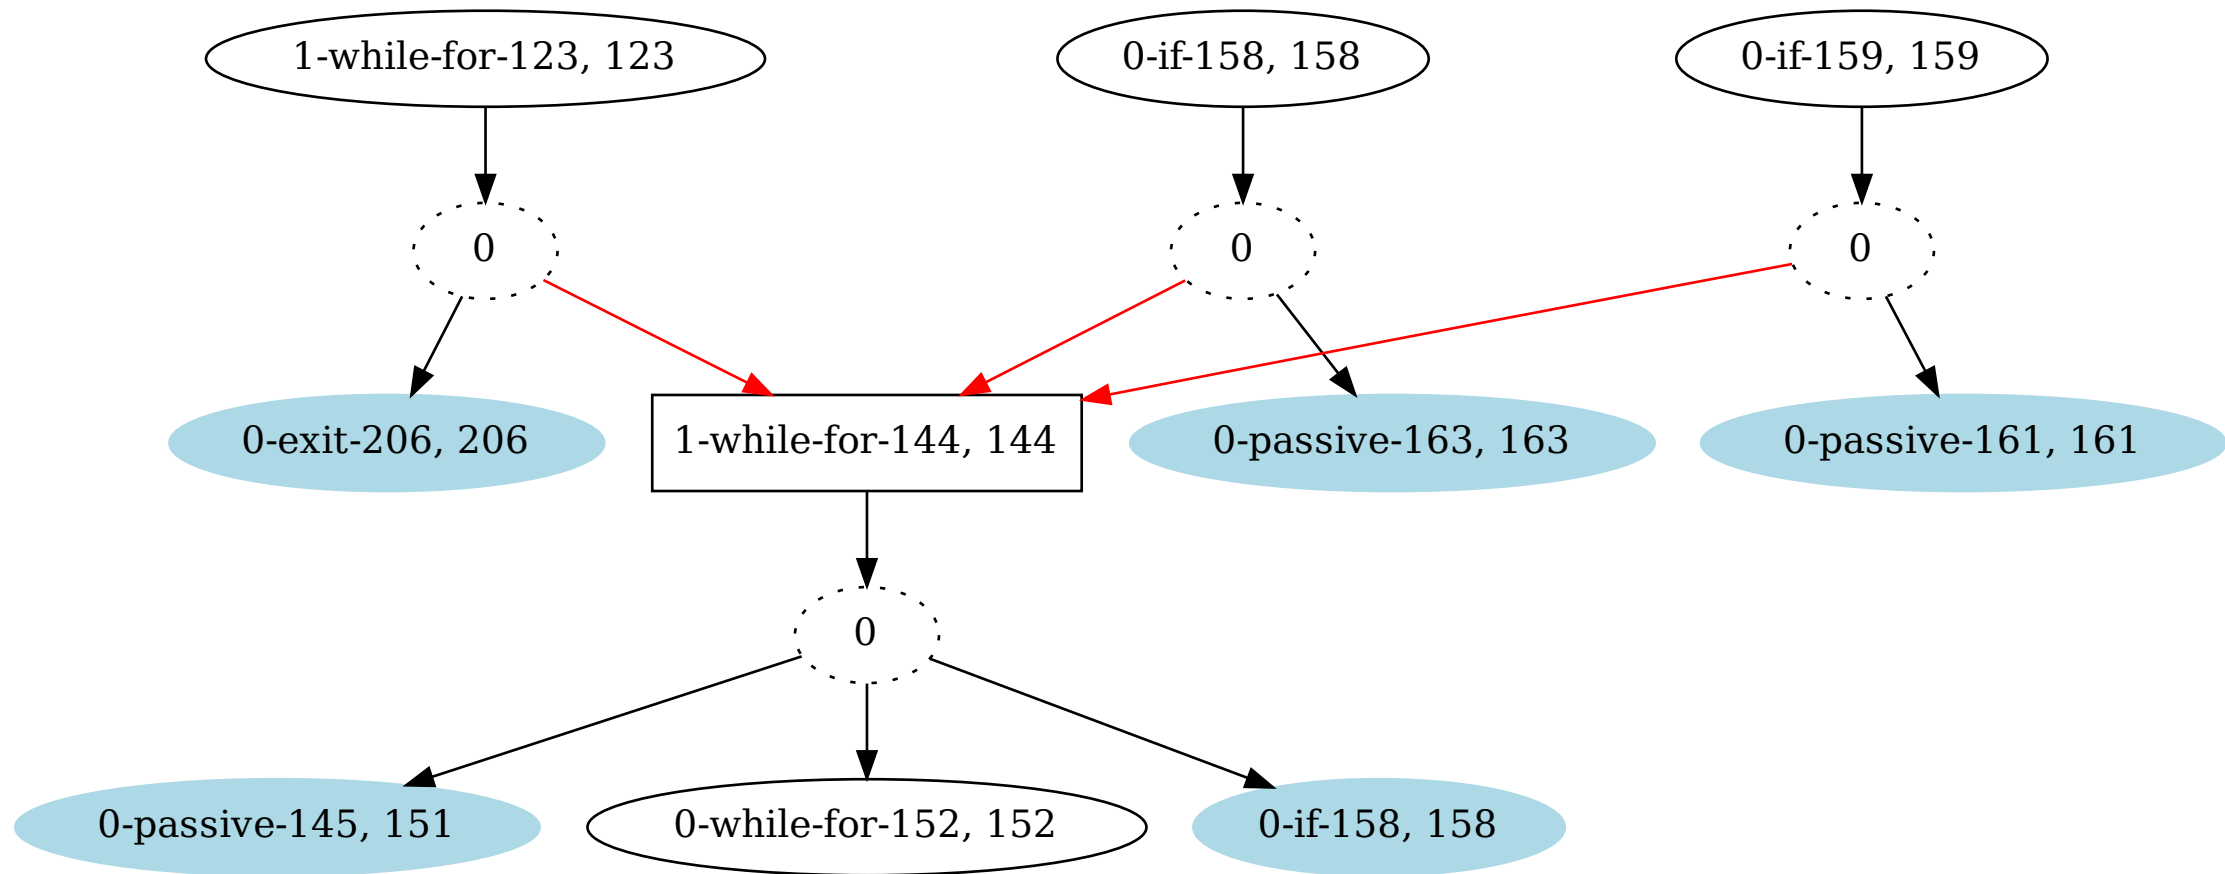 1-while-for-123, 123
0-if-158, 158
0-if-159, 159
0
0
0
0-exit-206, 206
1-while-for-144, 144
0-passive-163, 163
0-passive-161, 161
0
0-passive-145, 151
0-while-for-152, 152
0-if-158, 158